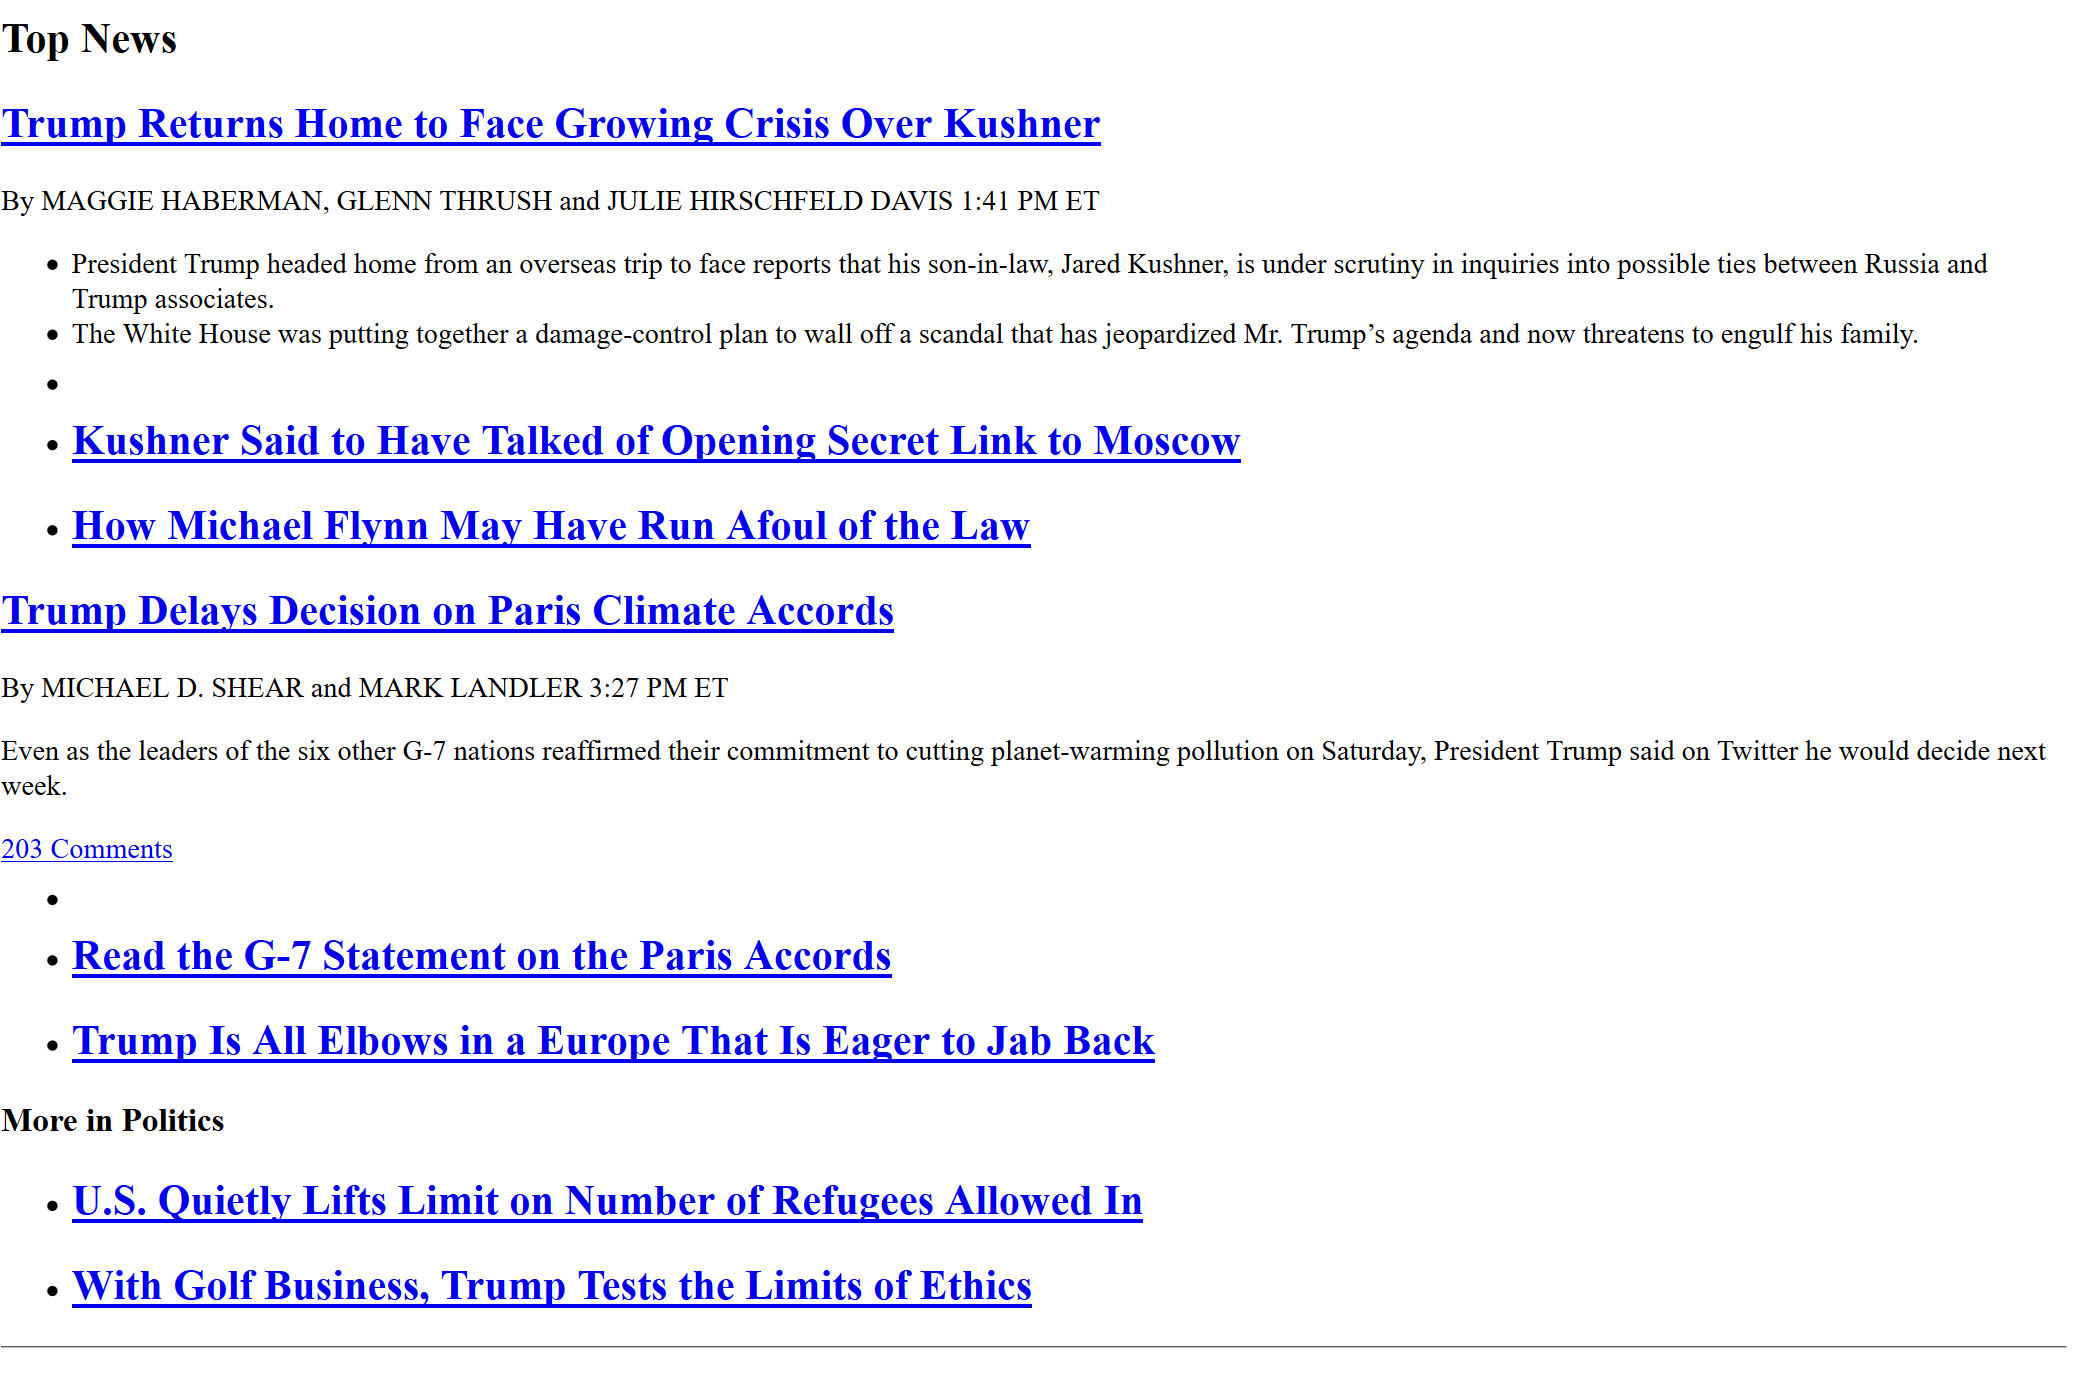 Top News
Trump Returns Home to Face Growing Crisis Over Kushner
By MAGGIE HABERMAN, GLENN THRUSH and JULIE HIRSCHFELD DAVIS 1:41 PM ET
President Trump headed home from an overseas trip to face reports that his son-in-law, Jared Kushner, is under scrutiny in inquiries into possible ties between Russia and
Trump associates.
The White House was putting together a damage-control plan to wall off a scandal that has jeopardized Mr. Trump’s agenda and now threatens to engulf his family.
Kushner Said to Have Talked of Opening Secret Link to Moscow
How Michael Flynn May Have Run Afoul of the Law
Trump Delays Decision on Paris Climate Accords
By MICHAEL D. SHEAR and MARK LANDLER 3:27 PM ET
Even as the leaders of the six other G-7 nations reaffirmed their commitment to cutting planet-warming pollution on Saturday, President Trump said on Twitter he would decide next
week.
203 Comments
Read the G-7 Statement on the Paris Accords
Trump Is All Elbows in a Europe That Is Eager to Jab Back
More in Politics
U.S. Quietly Lifts Limit on Number of Refugees Allowed In
With Golf Business, Trump Tests the Limits of Ethics